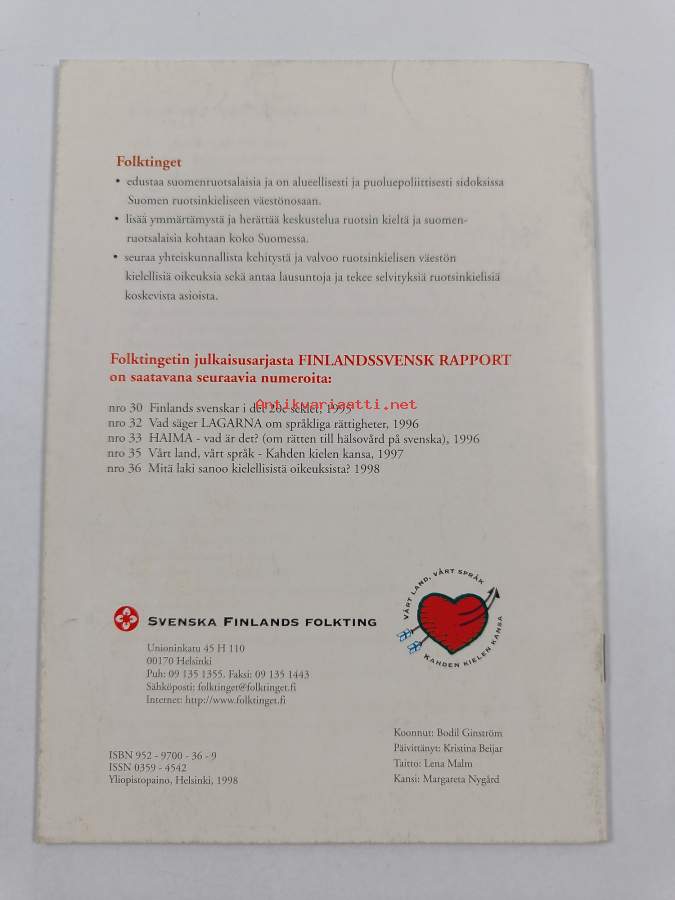 Folktinget
• edustaa suomenruotsalaisia ja on alueellisesti ja puoluepoliittisesti sidoksissa
Suomen ruotsinkieliseen väestönosaan.
• lisää ymmärtämystä ja herättää keskustelua ruotsin kieltä ja suomen-
ruotsalaisia kohtaan koko Suomessa.
• seuraa yhteiskunnallista kehitystä ja valvoo ruotsinkielisen väestön
kielellisiä oikeuksia sekä antaa lausuntoja ja tekee selvityksiä ruotsinkielisiä
koskevista asioista.
Folktingetin julkaisusarjasta FINLANDSSVENSK RAPPORT
on saatavana seuraavia numeroita:
nro 30 Finlands svenskar i det 20e seklet, 1995
Antikvariaatti.net
nro 32 Vad säger LAGARNA om språkliga rättigheter, 1996
nro 33 HAIMA - vad är det? (om rätten till hälsovård på svenska), 1996
nro 35 Vårt land, vårt språk - Kahden kielen kansa, 1997
nro 36 Mitä laki sanoo kielellisistä oikeuksista? 1998
VÅRT LAND, VÅRT SPRÅK
KAHDEN KIELEN KANSA
SVENSKA FINLANDS FOLKTING
Unioninkatu 45 H 110
00170 Helsinki
Puh: 09 135 1355. Faksi: 09 135 1443
Sähköposti: folktinget@folktinget.fi
Internet: http://www.folktinget.fi
Koonnut: Bodil Ginström
Päivittänyt: Kristina Beijar
Taitto: Lena Malm
Kansi: Margareta Nygård
ISBN 952 - 9700 - 36 - 9
ISSN 0359 - 4542
Yliopistopaino, Helsinki, 1998